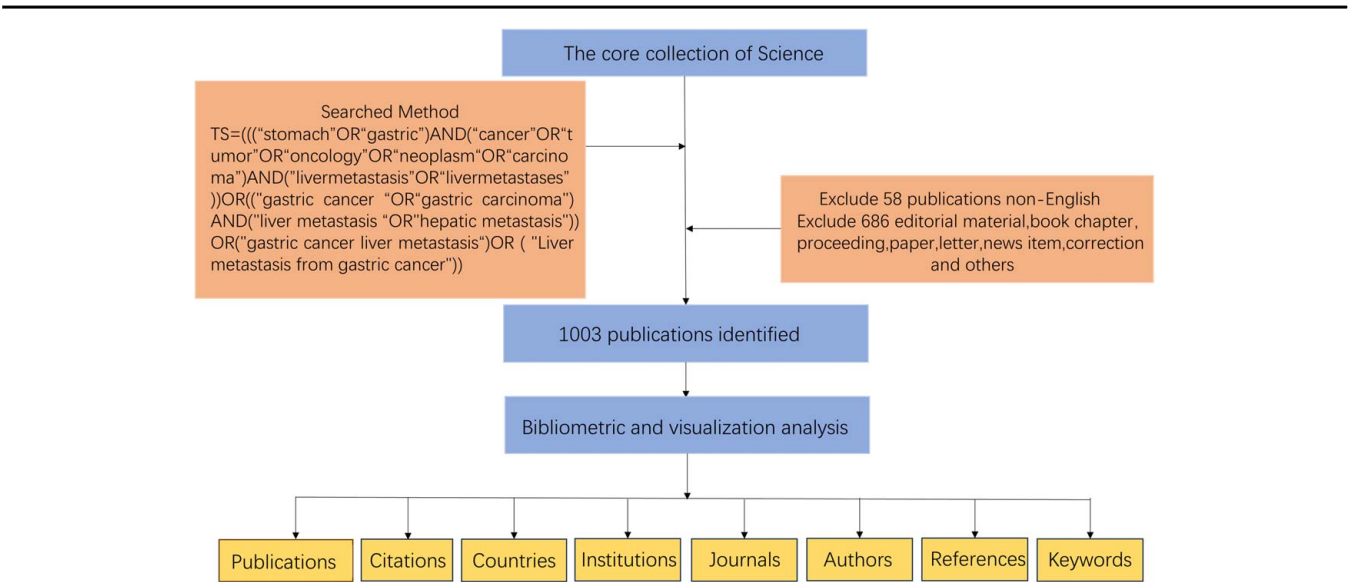 The core collection of Science
Searched Method
TS=(((“stomach”OR“gastric”)AND(“cancer”OR“t
umor”OR“oncology”OR“neoplasm“OR“carcino
ma”)AND("livermetastasis”OR“livermetastases”
))OR(("gastric cancer “OR“gastric carcinoma")
AND("liver metastasis “OR"hepatic metastasis"))
OR("gastric cancer liver metastasis“)OR ( "Liver
metastasis from gastric cancer"))
Exclude 58 publications non-English
Exclude 686 editorial material,book chapter,
proceeding,paper,letter,news item,correction
and others
1003 publications identified
Bibliometric and visualization analysis
Publications
Citations
Countries
Institutions
Journals
Authors
References
Keywords